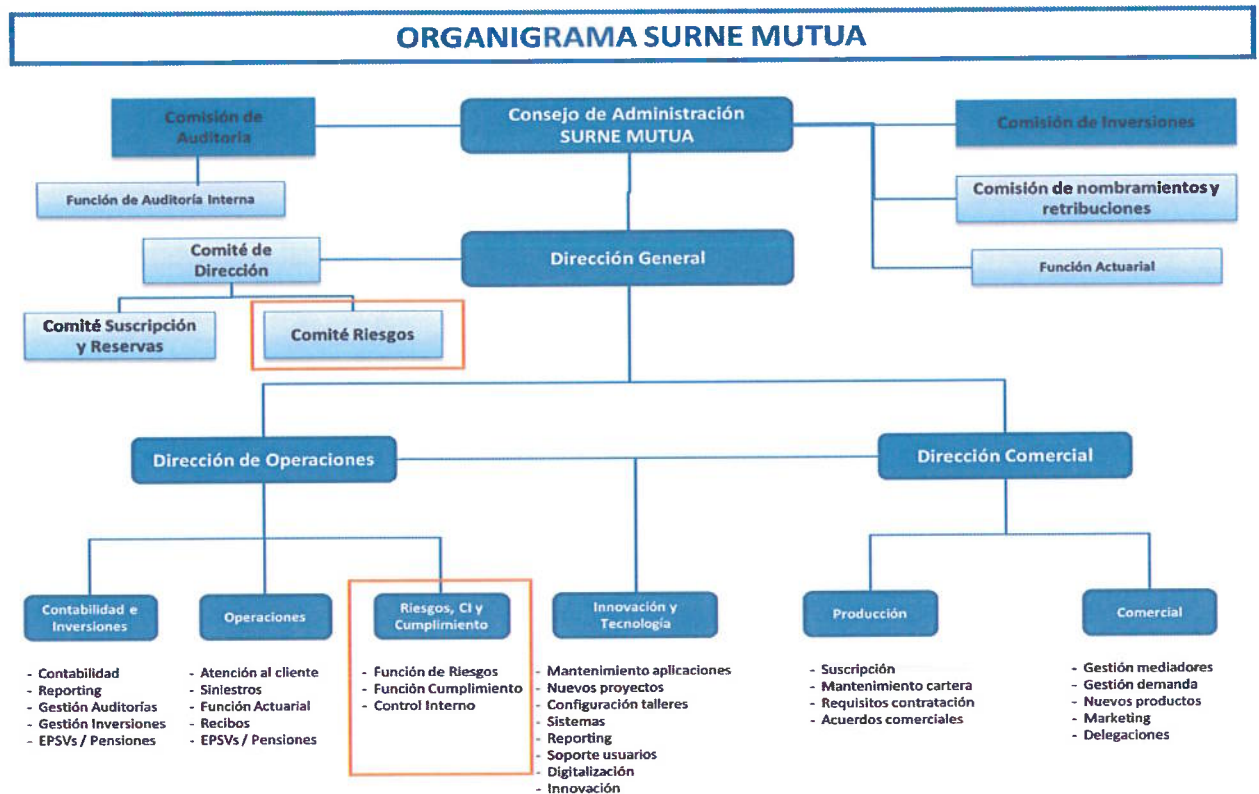 ORGANIGRAMA SURNE MUTUA
Comisión de
Auditoría
Consejo de Administración
SURNE MUTUA
Comisión de Inversiones
Función de Auditoría Interna
Comisión de nombramientos y
retribuciones
Comité de
Dirección
Dirección General
Función Actuarial
Comité Suscripción
y Reservas
Comité Riesgos
Dirección de Operaciones
Dirección Comercial
Contabilidad e
Inversiones
- Contabilidad
- Reporting
- Gestión Auditorías
- Gestión Inversiones
- EPSVs / Pensiones
Operaciones
- Atención al cliente
- Siniestros
- Función Actuarial
- Recibos
- EPSVs / Pensiones
Riesgos, CI y
Cumplimiento
- Función de Riesgos
- Función Cumplimiento
- Control Interno
Innovación y
Tecnología
- Mantenimiento aplicaciones
- Nuevos proyectos
- Configuración talleres
- Sistemas
- Reporting
- Soporte usuarios
- Digitalización
- Innovación
Producción
- Suscripción
- Mantenimiento cartera
- Requisitos contratación
- Acuerdos comerciales
Comercial
- Gestión mediadores
- Gestión demanda
- Nuevos productos
- Marketing
- Delegaciones